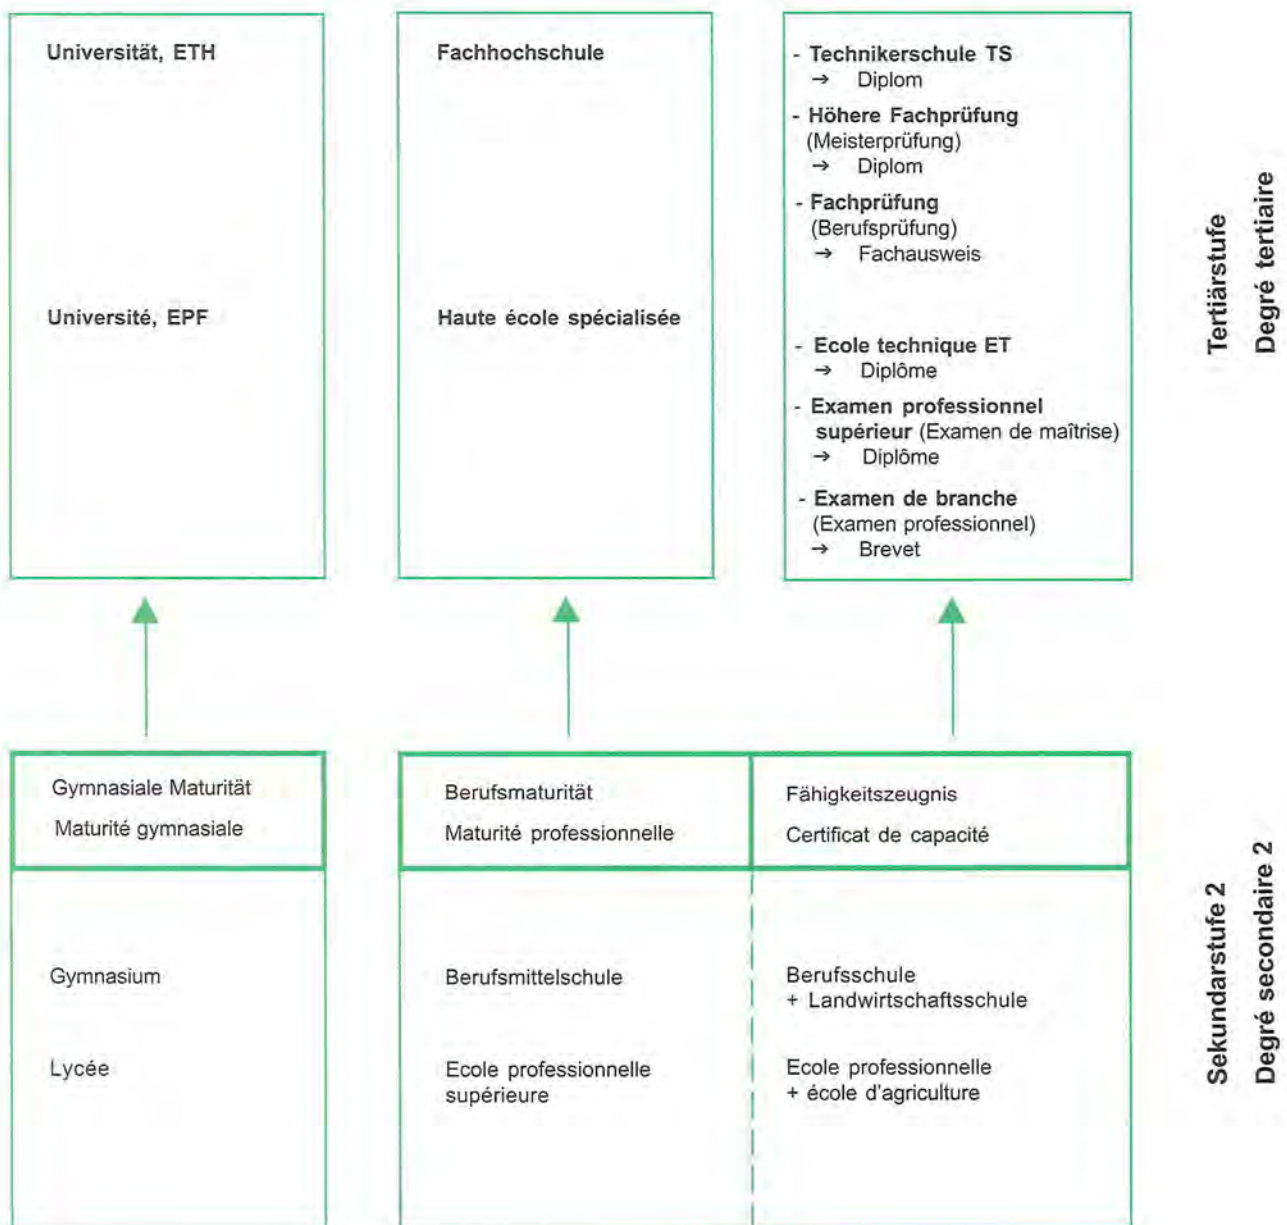 Universität, ETH
Université, EPF
Fachhochschule
Haute école spécialisée
- Technikerschule TS
→ Diplom
- Höhere Fachprüfung
(Meisterprüfung)
→ Diplom
- Fachprüfung
(Berufsprüfung)
→ Fachausweis
- Ecole technique ET
→ Diplôme
- Examen professionnel
supérieur (Examen de maîtrise)
→ Diplôme
- Examen de branche
(Examen professionnel)
→ Brevet
Tertiärstufe
Degré tertiaire
Gymnasiale Maturität
Maturité gymnasiale
Berufsmaturität
Maturité professionnelle
Fähigkeitszeugnis
Certificat de capacité
Gymnasium
Lycée
Berufsmittelschule
Ecole professionnelle
supérieure
Berufsschule
+ Landwirtschaftsschule
Ecole professionnelle
+ école d'agriculture
Sekundarstufe 2
Degré secondaire 2